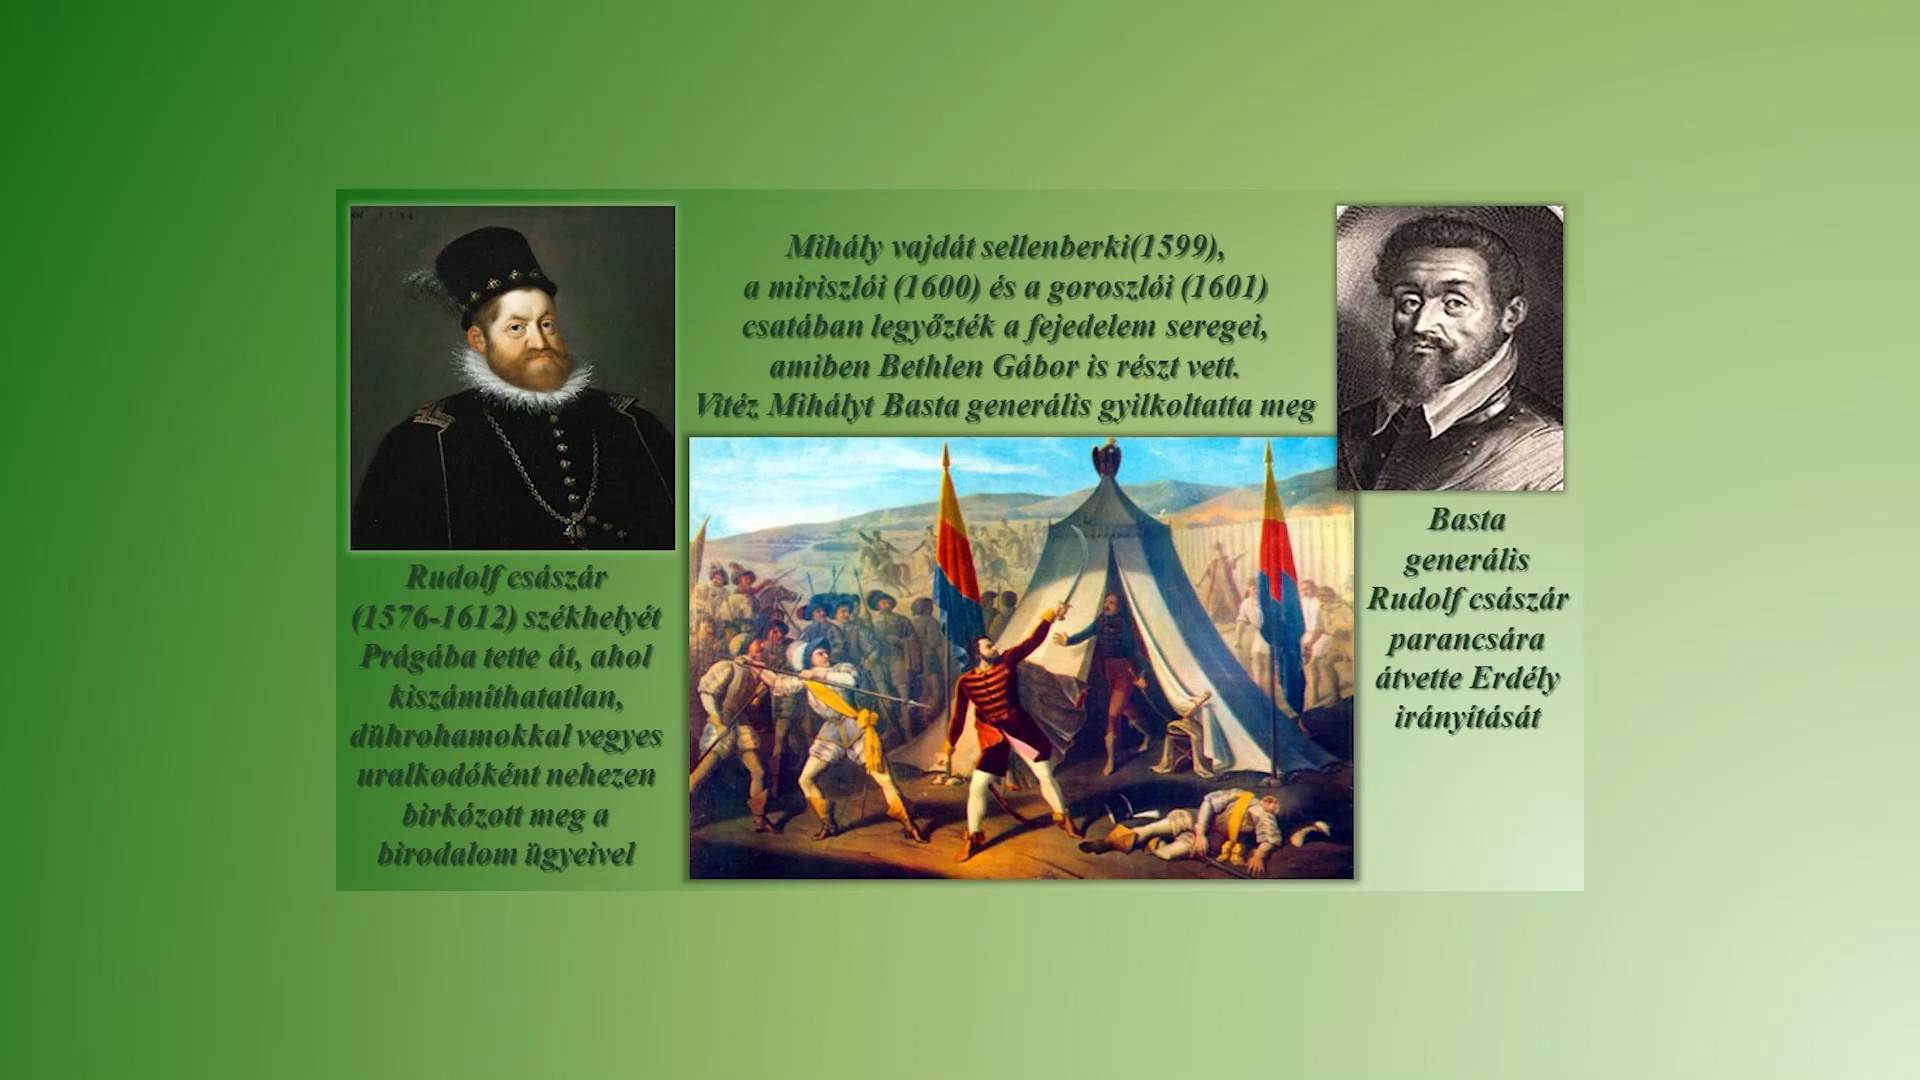 Mihály vajdát sellenberki(1599),
a miriszlói (1600) és a goroszlói (1601)
csatában legyőzték a fejedelem seregei,
amiben Bethlen Gábor is részt vett.
Vitéz Mihályt Basta generális gyilkoltatta meg
Rudolf császár
(1576-1612) székhelyét
Prágába tette át, ahol
kiszámíthatatlan,
dührohamokkal vegyes
uralkodóként nehezen
birkózott meg a
birodalom ügyeivel
Basta
generális
Rudolf császár
parancsára
átvette Erdély
irányítását